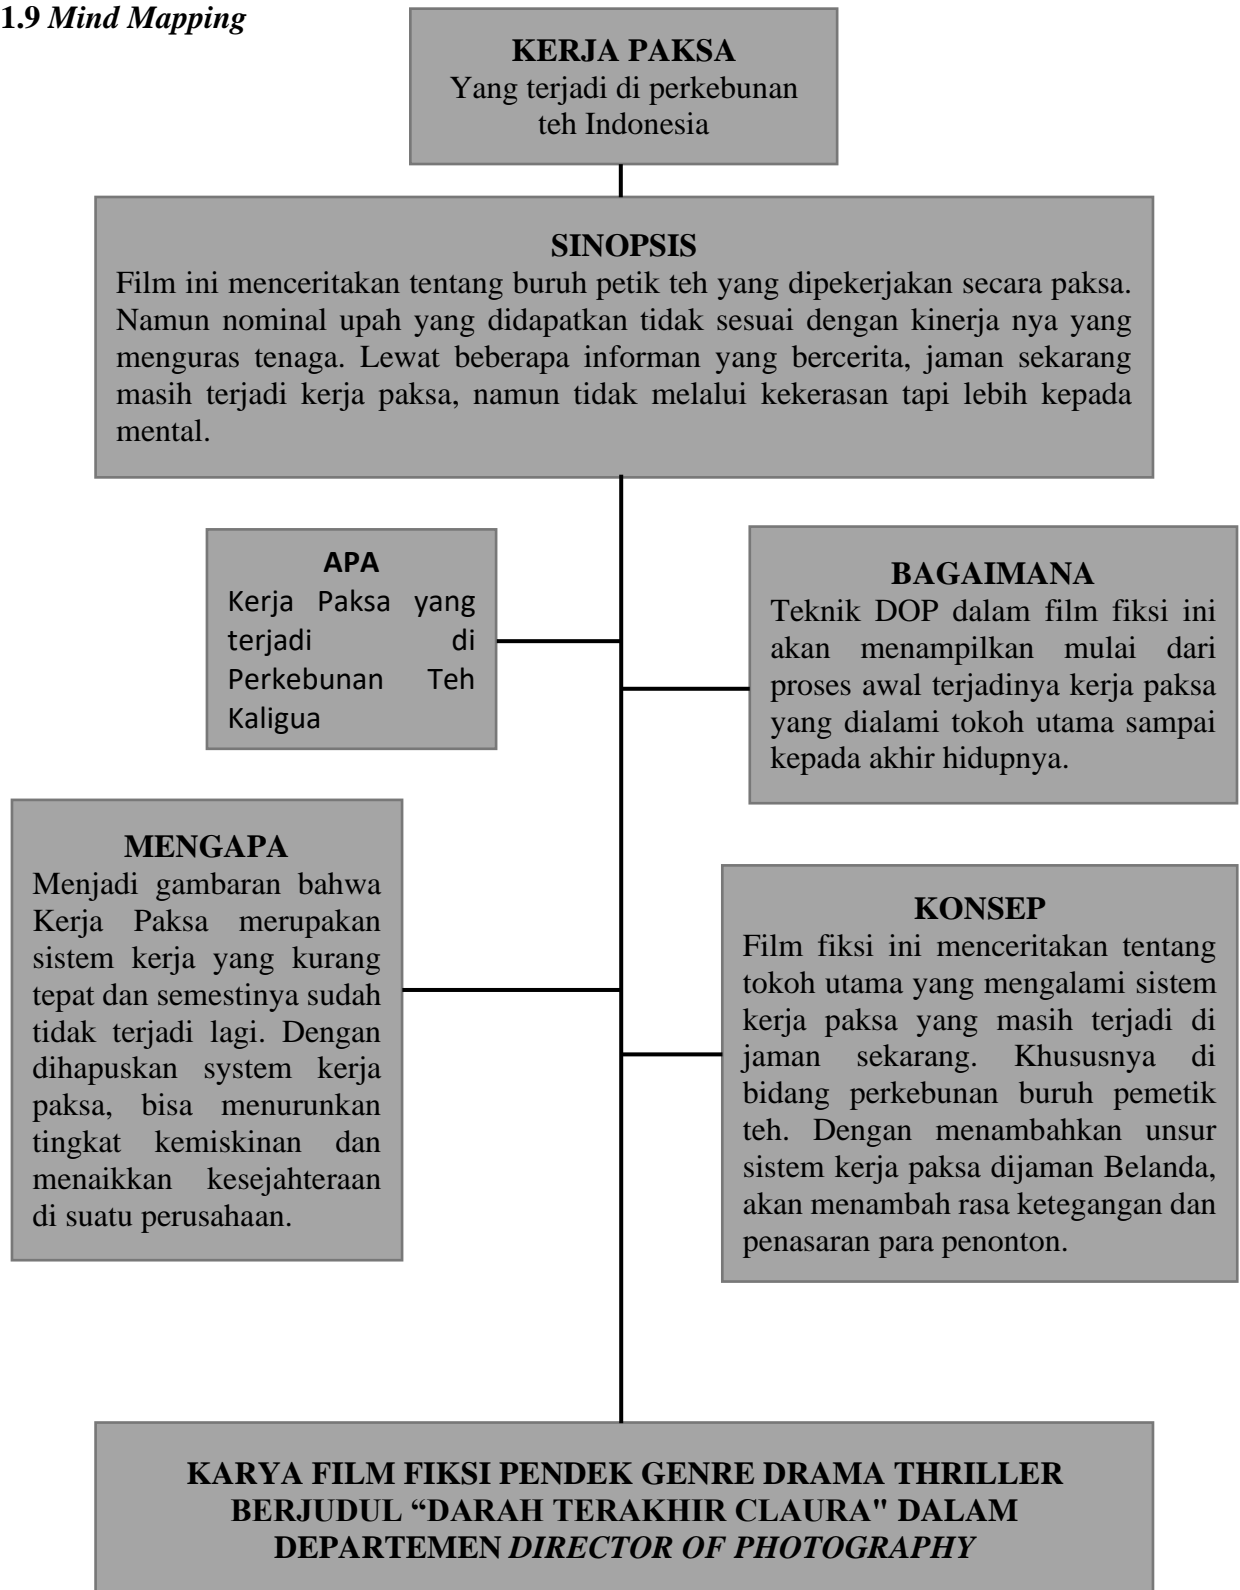 1.9 Mind Mapping
KERJA PAKSA
Yang terjadi di perkebunan
teh Indonesia
SINOPSIS
Film ini menceritakan tentang buruh petik teh yang dipekerjakan secara paksa.
Namun nominal upah yang didapatkan tidak sesuai dengan kinerja nya yang
menguras tenaga. Lewat beberapa informan yang bercerita, jaman sekarang
masih terjadi kerja paksa, namun tidak melalui kekerasan tapi lebih kepada
mental.
APA
Kerja Paksa yang
terjadi di
Perkebunan Teh
Kaligua
BAGAIMANA
Teknik DOP dalam film fiksi ini
akan menampilkan mulai dari
proses awal terjadinya kerja paksa
yang dialami tokoh utama sampai
kepada akhir hidupnya.
MENGAPA
Menjadi gambaran bahwa
Kerja Paksa merupakan
sistem kerja yang kurang
tepat dan semestinya sudah
tidak terjadi lagi. Dengan
dihapuskan system kerja
paksa, bisa menurunkan
tingkat kemiskinan dan
menaikkan kesejahteraan
di suatu perusahaan.
KONSEP
Film fiksi ini menceritakan tentang
tokoh utama yang mengalami sistem
kerja paksa yang masih terjadi di
jaman sekarang. Khususnya di
bidang perkebunan buruh pemetik
teh. Dengan menambahkan unsur
sistem kerja paksa dijaman Belanda,
akan menambah rasa ketegangan dan
penasaran para penonton.
KARYA FILM FIKSI PENDEK GENRE DRAMA THRILLER
BERJUDUL “DARAH TERAKHIR CLAURA" DALAM
DEPARTEMEN DIRECTOR OF PHOTOGRAPHY